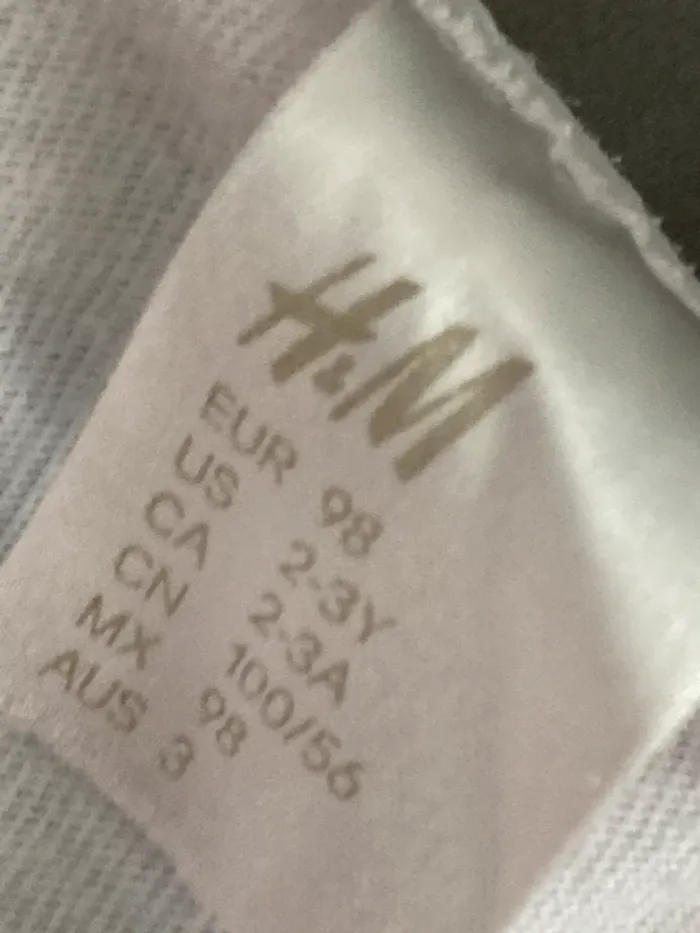 H&M
EUR 98
US 2-3Y
CA 2-3A
CN 100/56
MX 98
AUS 3